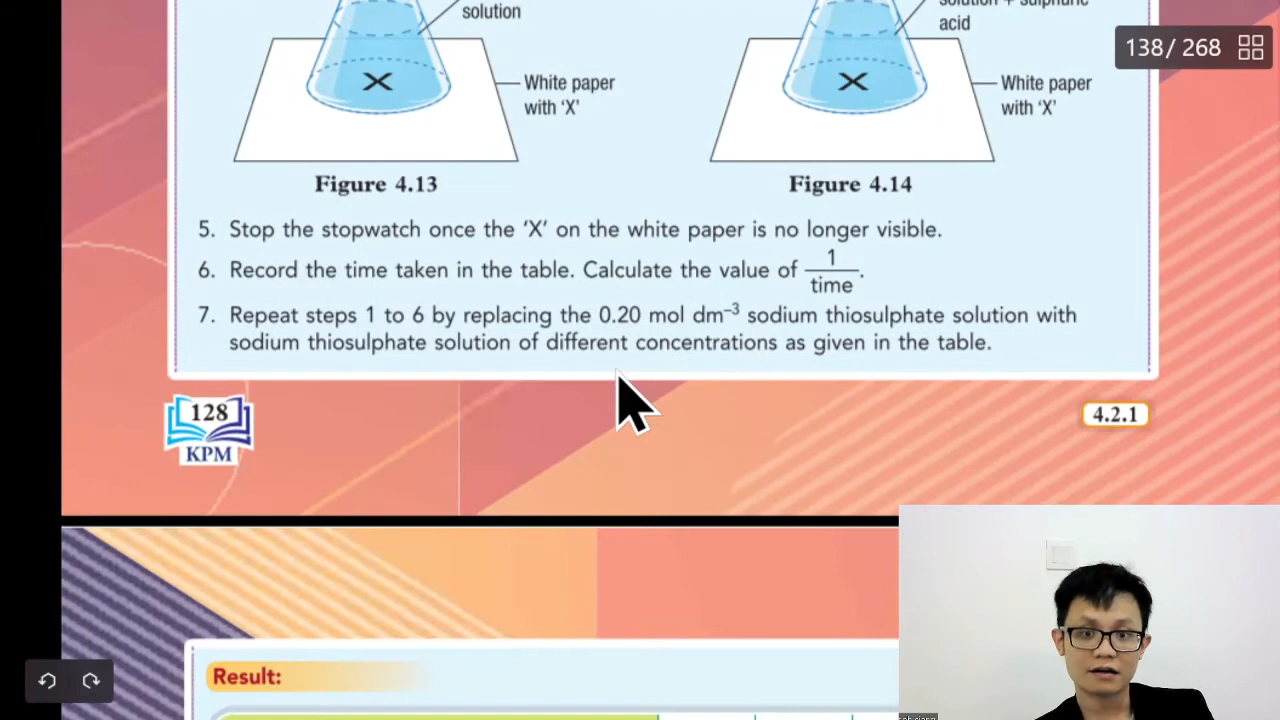 solution
acid
138/ 268
X
X
White paper
with ‘X’
White paper
with ‘X’
Figure 4.13
Figure 4.14
5. Stop the stopwatch once the ‘X’ on the white paper is no longer visible.
6. Record the time taken in the table. Calculate the value of 1/time.
7. Repeat steps 1 to 6 by replacing the 0.20 mol dm⁻³ sodium thiosulphate solution with
sodium thiosulphate solution of different concentrations as given in the table.
128
KPM
4.2.1
Result: